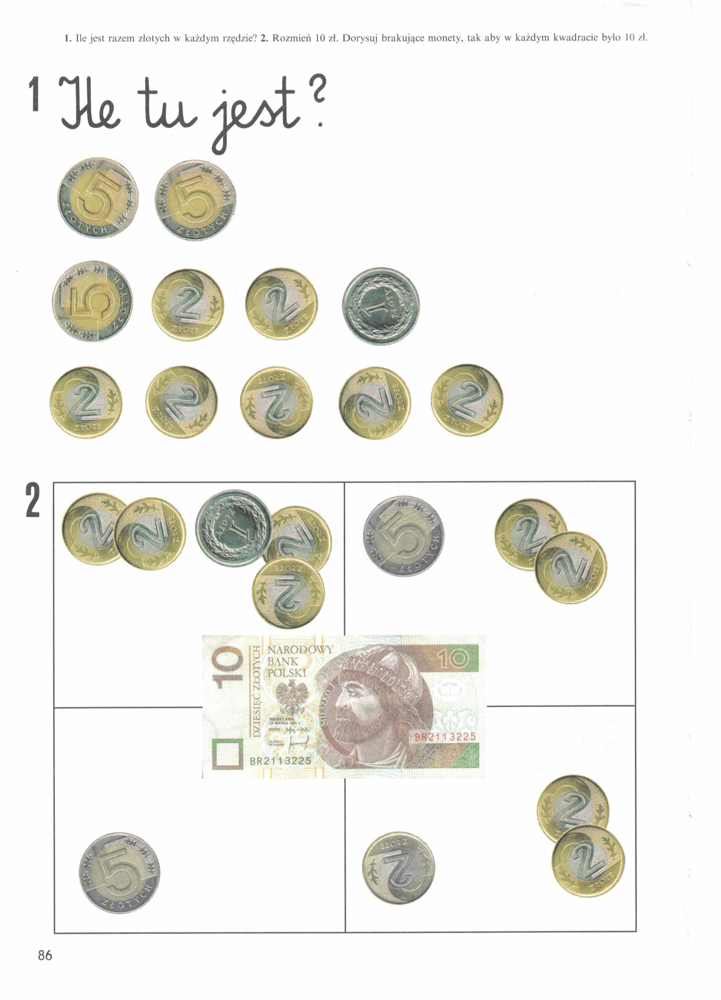 1. Ile jest razem złotych w każdym rzędzie? 2. Rozmień 10 zł. Dorysuj brakujące monety, tak aby w każdym kwadracie było 10 zł.
1 Ile tu jest?
5 ZŁOTYCH
5 ZŁOTYCH
5 ZŁOTYCH
2 ZŁOTE
2 ZŁOTE
1 ZŁOTY
2 ZŁOTE
2 ZŁOTE
2 ZŁOTE
2 ZŁOTE
2 ZŁOTE
2
2
2 ZŁOTE
1 ZŁOTY
2 ZŁOTE
2 ZŁOTE
5 ZŁOTYCH
2
2 ZŁOTE
10
DZIESIĘĆ ZŁOTYCH
NARODOWY
BANK
POLSKI
WARSZAWA
25 MARCA 1994 r.
MIESZKO I
10
BR2113225
BR2113225
5 ZŁOTYCH
2 ZŁOTE
2
2 ZŁOTE
86